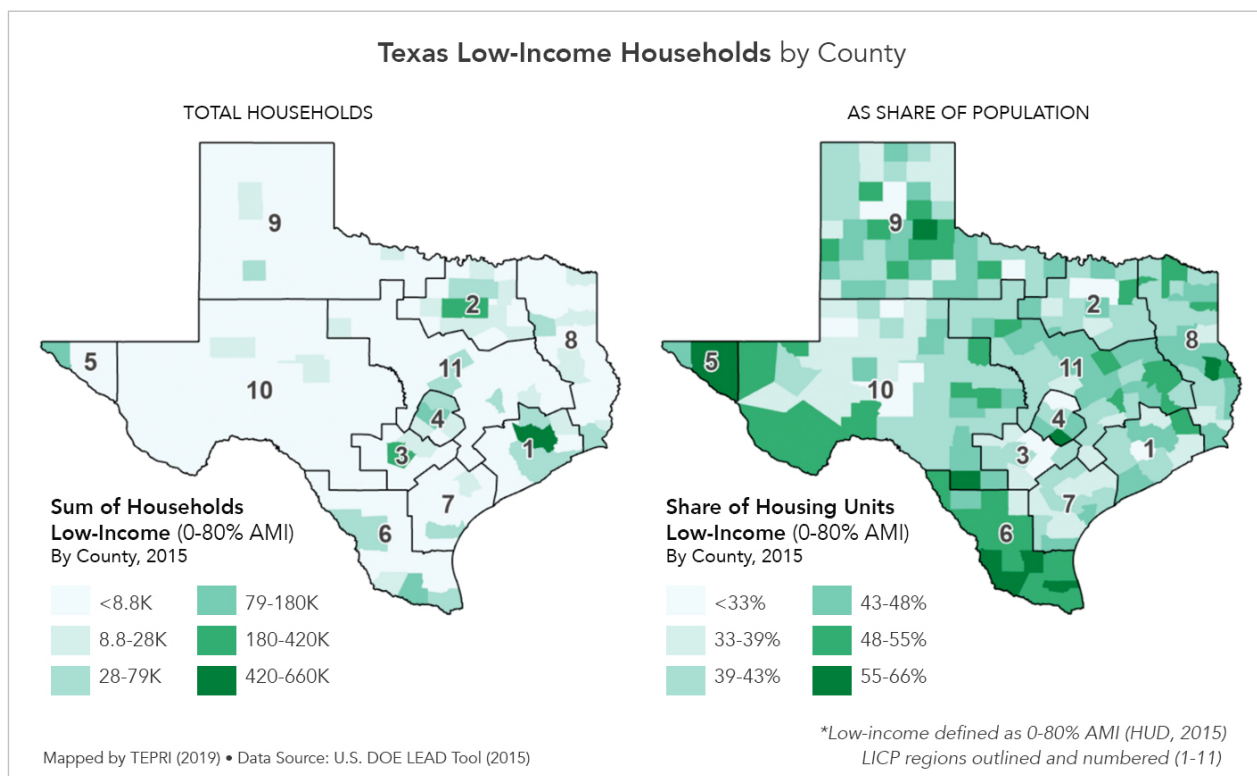 Texas Low-Income Households by County
TOTAL HOUSEHOLDS
9
2
8
5
10
11
4
3
1
7
6
Sum of Households
Low-Income (0-80% AMI)
By County, 2015
<8.8K
8.8-28K
28-79K
79-180K
180-420K
420-660K
AS SHARE OF POPULATION
9
2
8
5
10
11
4
3
1
7
6
Share of Housing Units
Low-Income (0-80% AMI)
By County, 2015
<33%
33-39%
39-43%
43-48%
48-55%
55-66%
Mapped by TEPRI (2019) • Data Source: U.S. DOE LEAD Tool (2015)
*Low-income defined as 0-80% AMI (HUD, 2015)
LICP regions outlined and numbered (1-11)